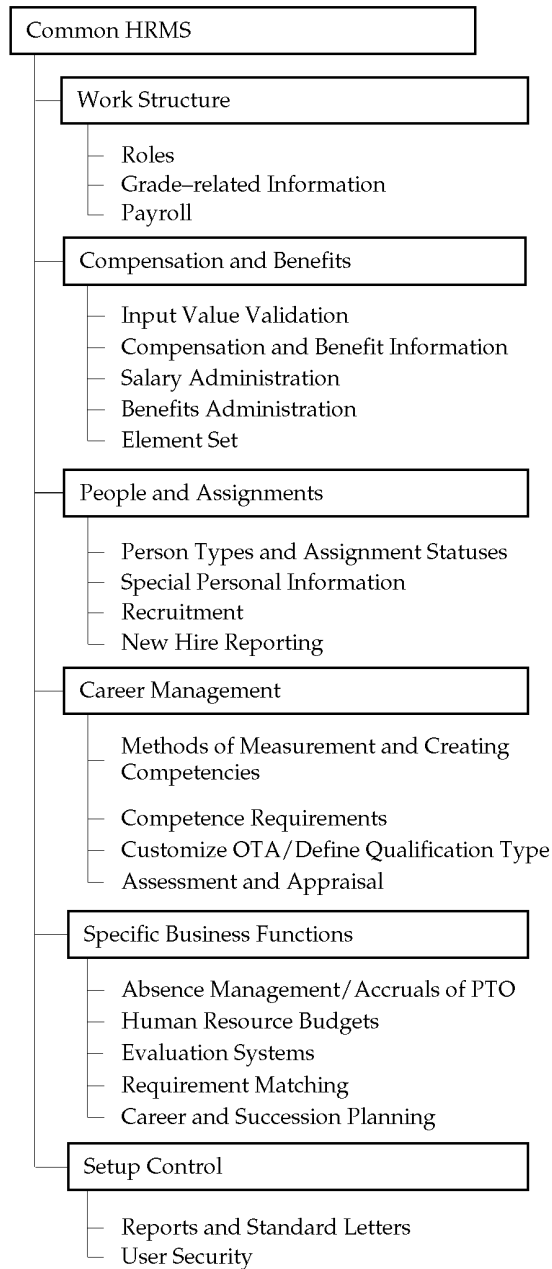 Common HRMS
Work Structure
Roles
Grade–related Information
Payroll
Compensation and Benefits
Input Value Validation
Compensation and Benefit Information
Salary Administration
Benefits Administration
Element Set
People and Assignments
Person Types and Assignment Statuses
Special Personal Information
Recruitment
New Hire Reporting
Career Management
Methods of Measurement and Creating
Competencies
Competence Requirements
Customize OTA/Define Qualification Type
Assessment and Appraisal
Specific Business Functions
Absence Management/Accruals of PTO
Human Resource Budgets
Evaluation Systems
Requirement Matching
Career and Succession Planning
Setup Control
Reports and Standard Letters
User Security